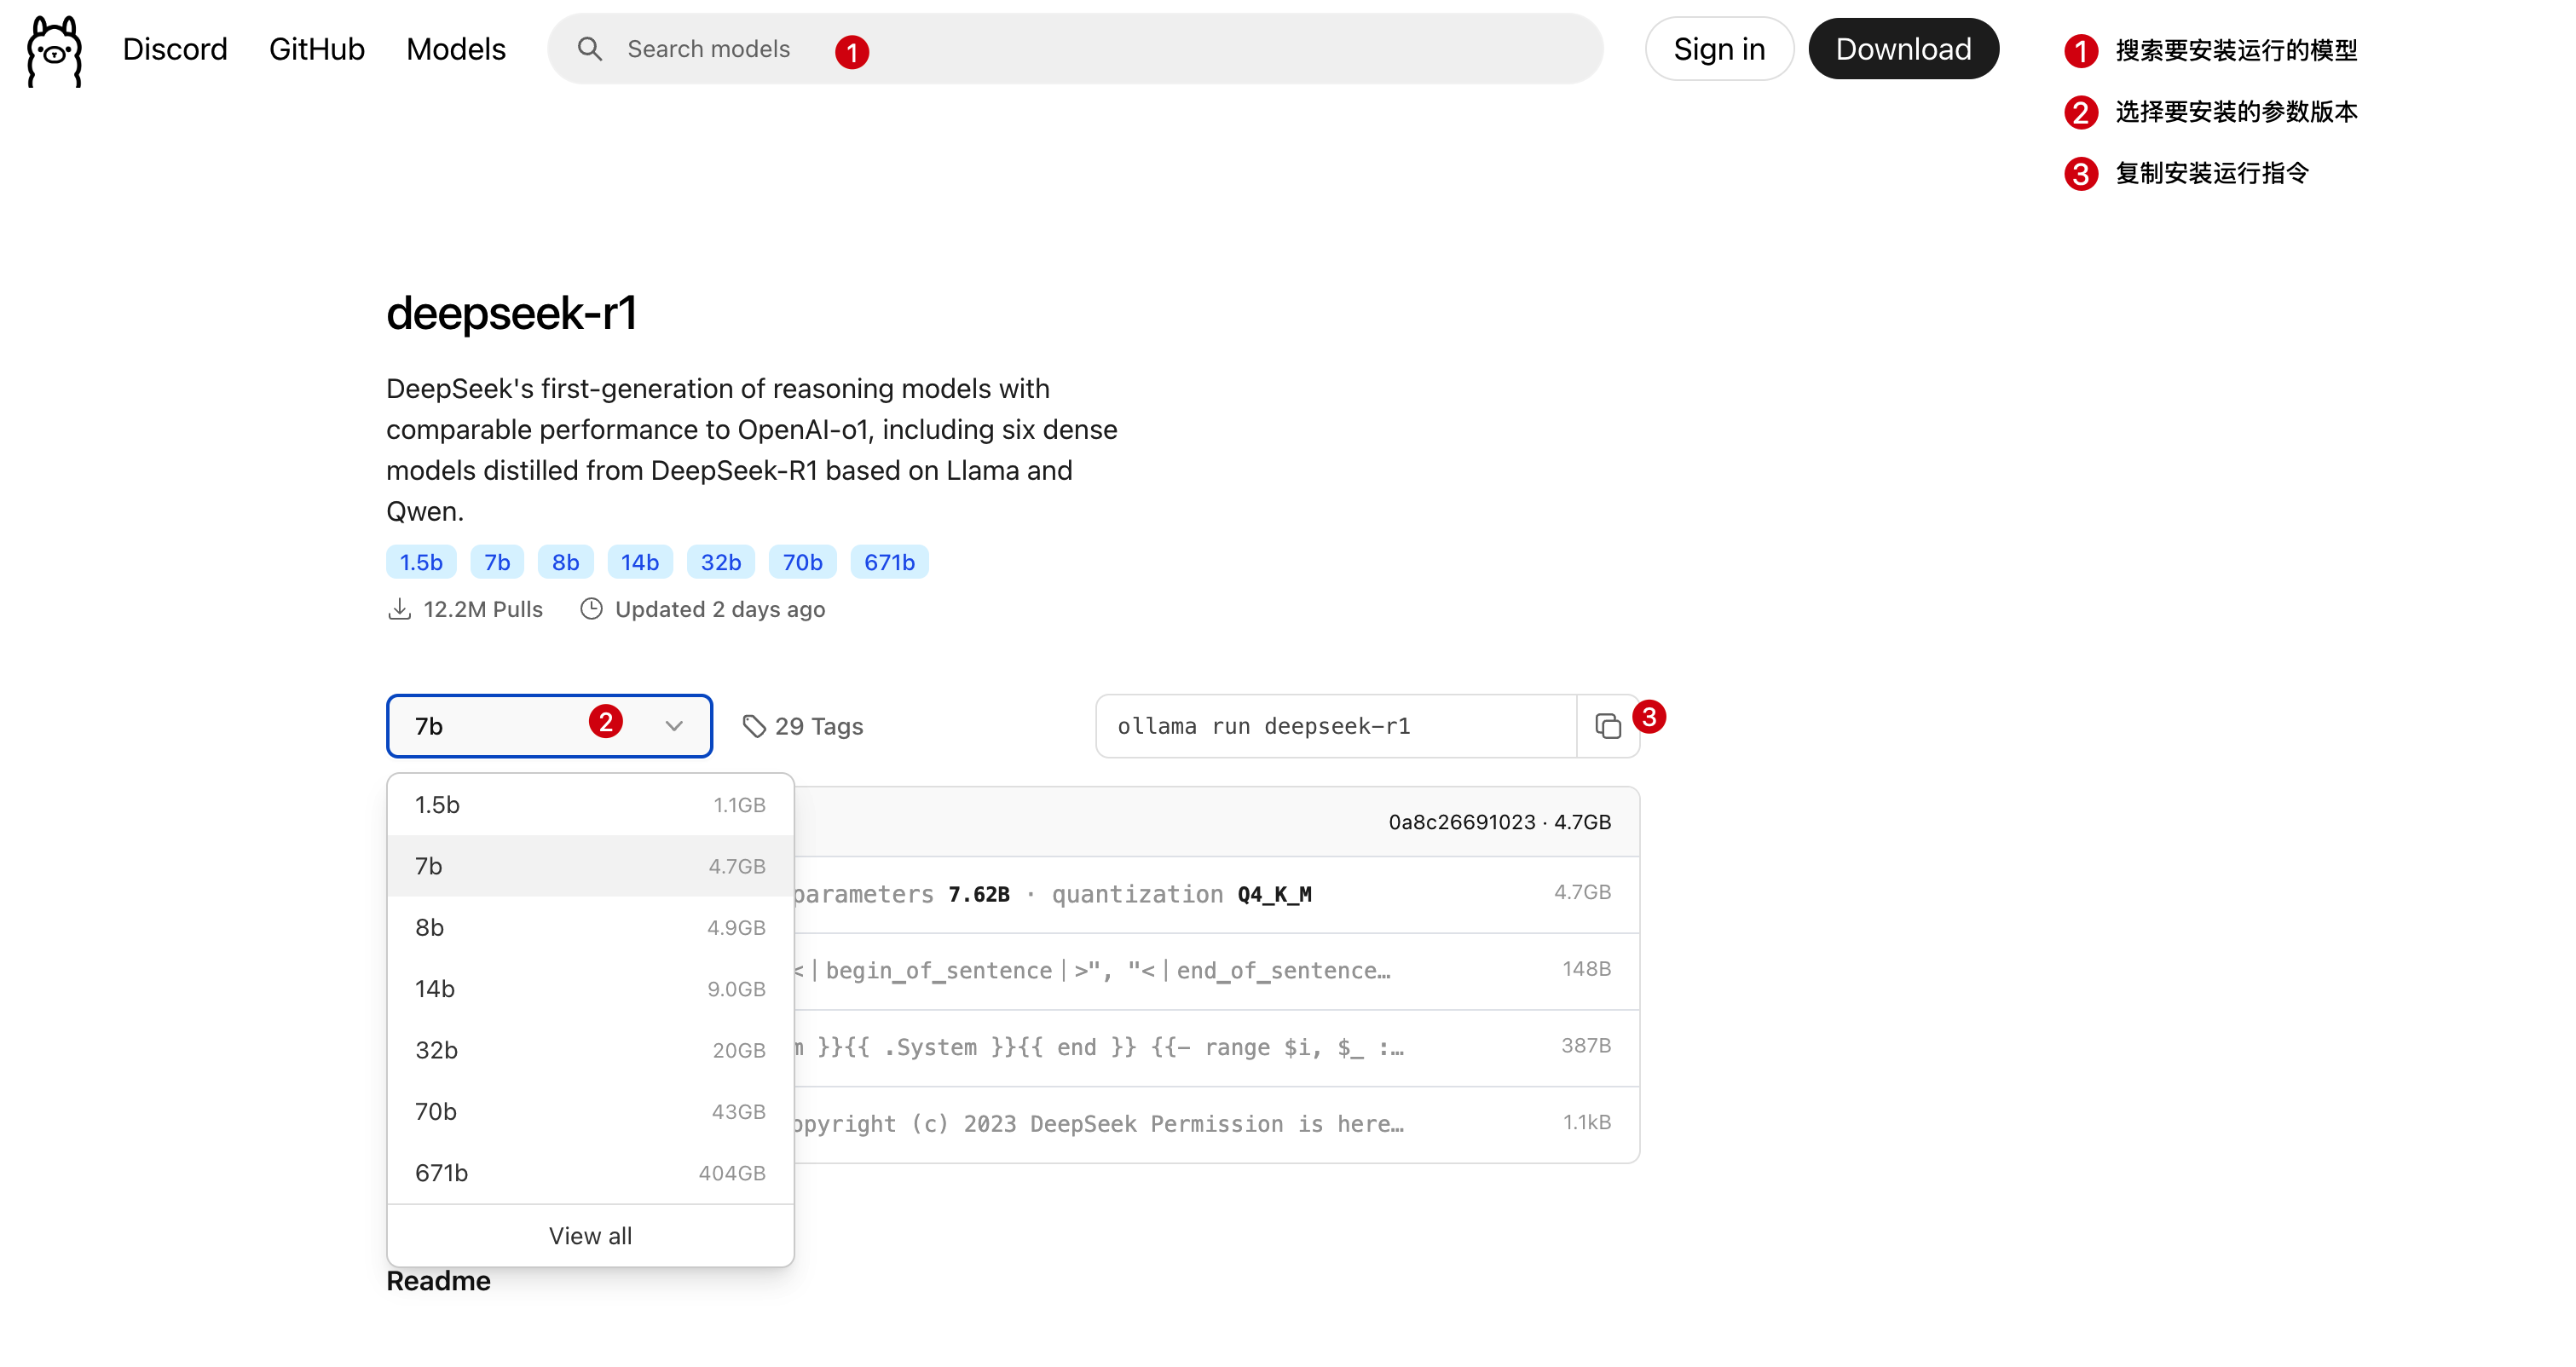 Discord GitHub Models Search models 1 Sign in Download
1 搜索要安装运行的模型
2 选择要安装的参数版本
3 复制安装运行指令
deepseek-r1
DeepSeek's first-generation of reasoning models with
comparable performance to OpenAI-o1, including six dense
models distilled from DeepSeek-R1 based on Llama and
Qwen.
1.5b 7b 8b 14b 32b 70b 671b
12.2M Pulls Updated 2 days ago
7b 2 29 Tags ollama run deepseek-r1 3
1.5b 1.1GB
7b 4.7GB
8b 4.9GB
14b 9.0GB
32b 20GB
70b 43GB
671b 404GB
View all
0a8c26691023 · 4.7GB
parameters 7.62B · quantization Q4_K_M 4.7GB
<｜begin▁of▁sentence｜>", "<｜end▁of▁sentence… 148B
m }}{{ .System }}{{ end }} {{- range $i, $_ :… 387B
opyright (c) 2023 DeepSeek Permission is here… 1.1kB
Readme